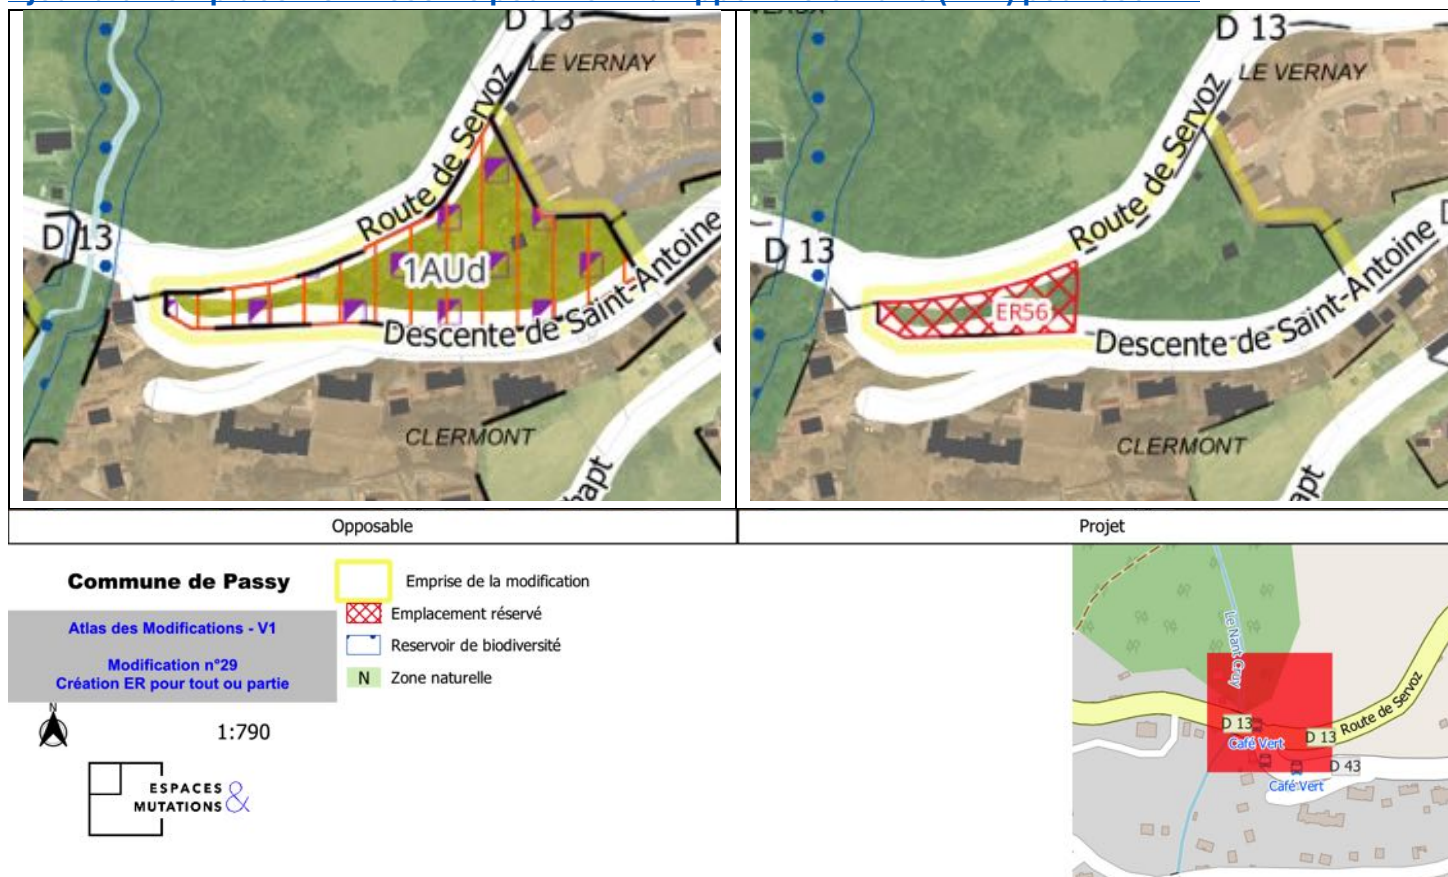 D 13
LE VERNAY
Route de Servoz
D 13
1AUd
Descente de Saint-Antoine
CLERMONT
hapt
D 13
LE VERNAY
Route de Servoz
D 13
ER56
Descente de Saint-Antoine
CLERMONT
hapt
Opposable
Projet
Commune de Passy
Atlas des Modifications - V1
Modification n°29
Création ER pour tout ou partie
N
1:790
ESPACES
MUTATIONS &
Emprise de la modification
Emplacement réservé
Reservoir de biodiversité
N Zone naturelle
Le Nant Cruy
Route de Servoz
D 13
D 13
Café Vert
D 43
Café Vert